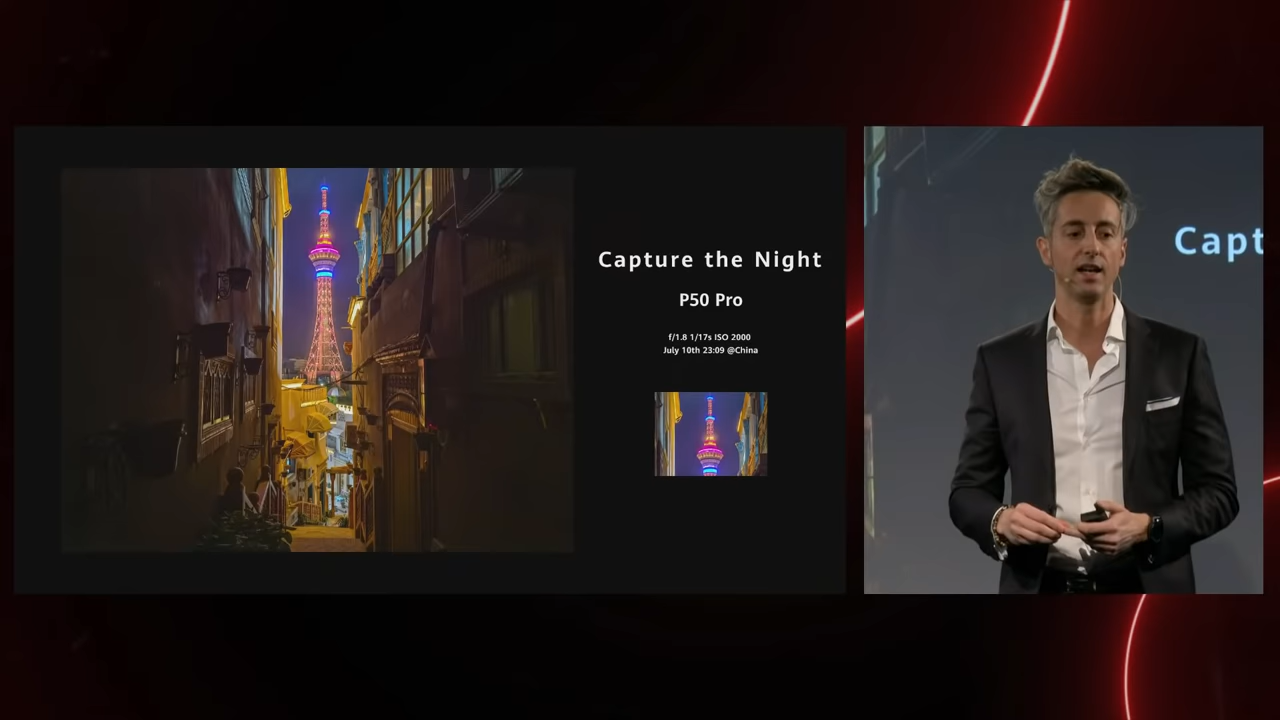 Capture the Night
P50 Pro
f/1.8 1/17s ISO 2000
July 10th 23:09 @China
Capt